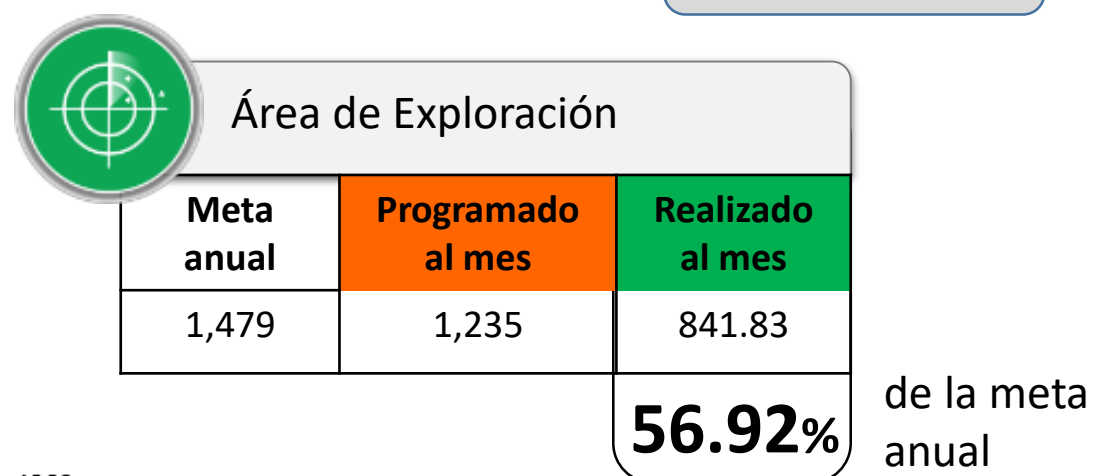 Área de Exploración
Meta anual
Programado al mes
Realizado al mes
1,479
1,235
841.83
56.92%
de la meta
anual